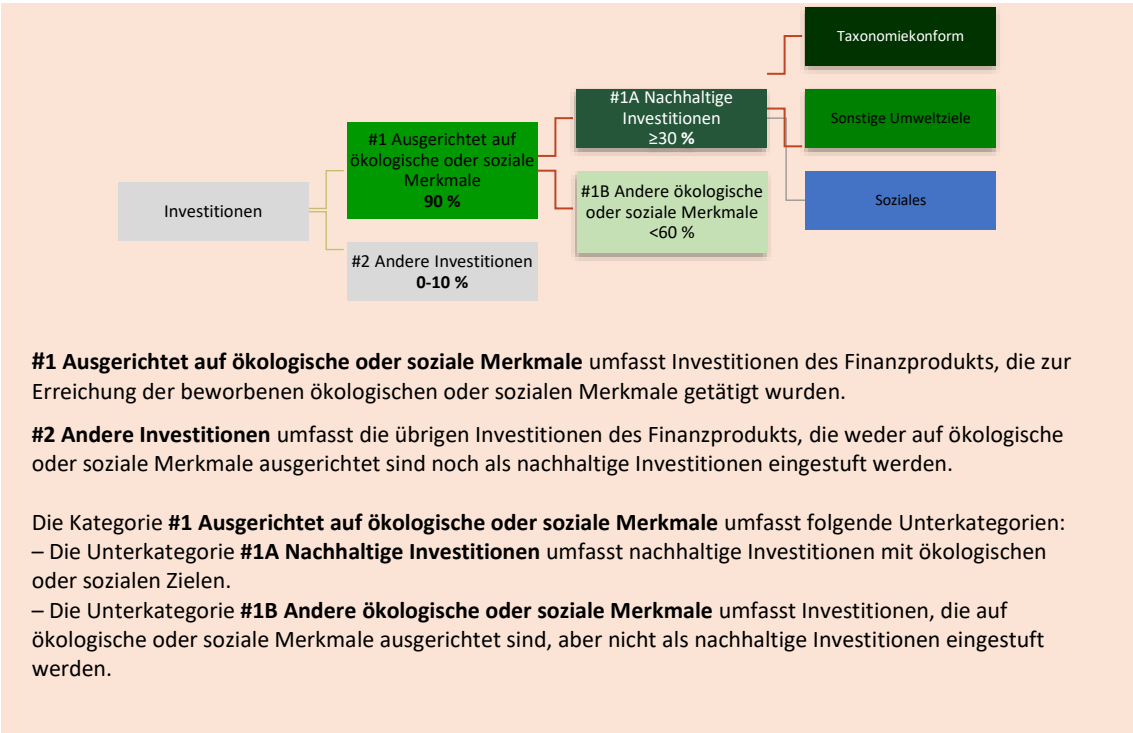 Taxonomiekonform
#1A Nachhaltige
Investitionen
≥30 %
Sonstige Umweltziele
#1 Ausgerichtet auf
ökologische oder soziale
Merkmale
90 %
#1B Andere ökologische
oder soziale Merkmale
<60 %
Soziales
Investitionen
#2 Andere Investitionen
0-10 %
#1 Ausgerichtet auf ökologische oder soziale Merkmale umfasst Investitionen des Finanzprodukts, die zur
Erreichung der beworbenen ökologischen oder sozialen Merkmale getätigt wurden.
#2 Andere Investitionen umfasst die übrigen Investitionen des Finanzprodukts, die weder auf ökologische
oder soziale Merkmale ausgerichtet sind noch als nachhaltige Investitionen eingestuft werden.
Die Kategorie #1 Ausgerichtet auf ökologische oder soziale Merkmale umfasst folgende Unterkategorien:
– Die Unterkategorie #1A Nachhaltige Investitionen umfasst nachhaltige Investitionen mit ökologischen
oder sozialen Zielen.
– Die Unterkategorie #1B Andere ökologische oder soziale Merkmale umfasst Investitionen, die auf
ökologische oder soziale Merkmale ausgerichtet sind, aber nicht als nachhaltige Investitionen eingestuft
werden.